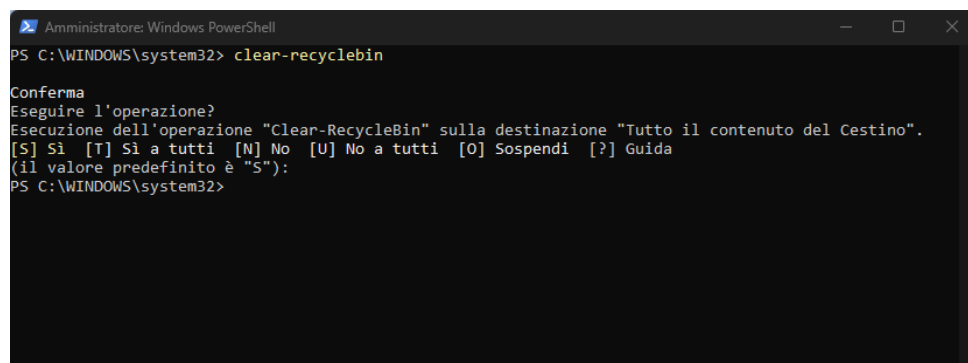 Amministratore: Windows PowerShell
PS C:\WINDOWS\system32> clear-recyclebin
Conferma
Eseguire l'operazione?
Esecuzione dell'operazione "Clear-RecycleBin" sulla destinazione "Tutto il contenuto del Cestino".
[S] Sì  [T] Sì a tutti  [N] No  [U] No a tutti  [O] Sospendi  [?] Guida
(il valore predefinito è "S"):
PS C:\WINDOWS\system32>